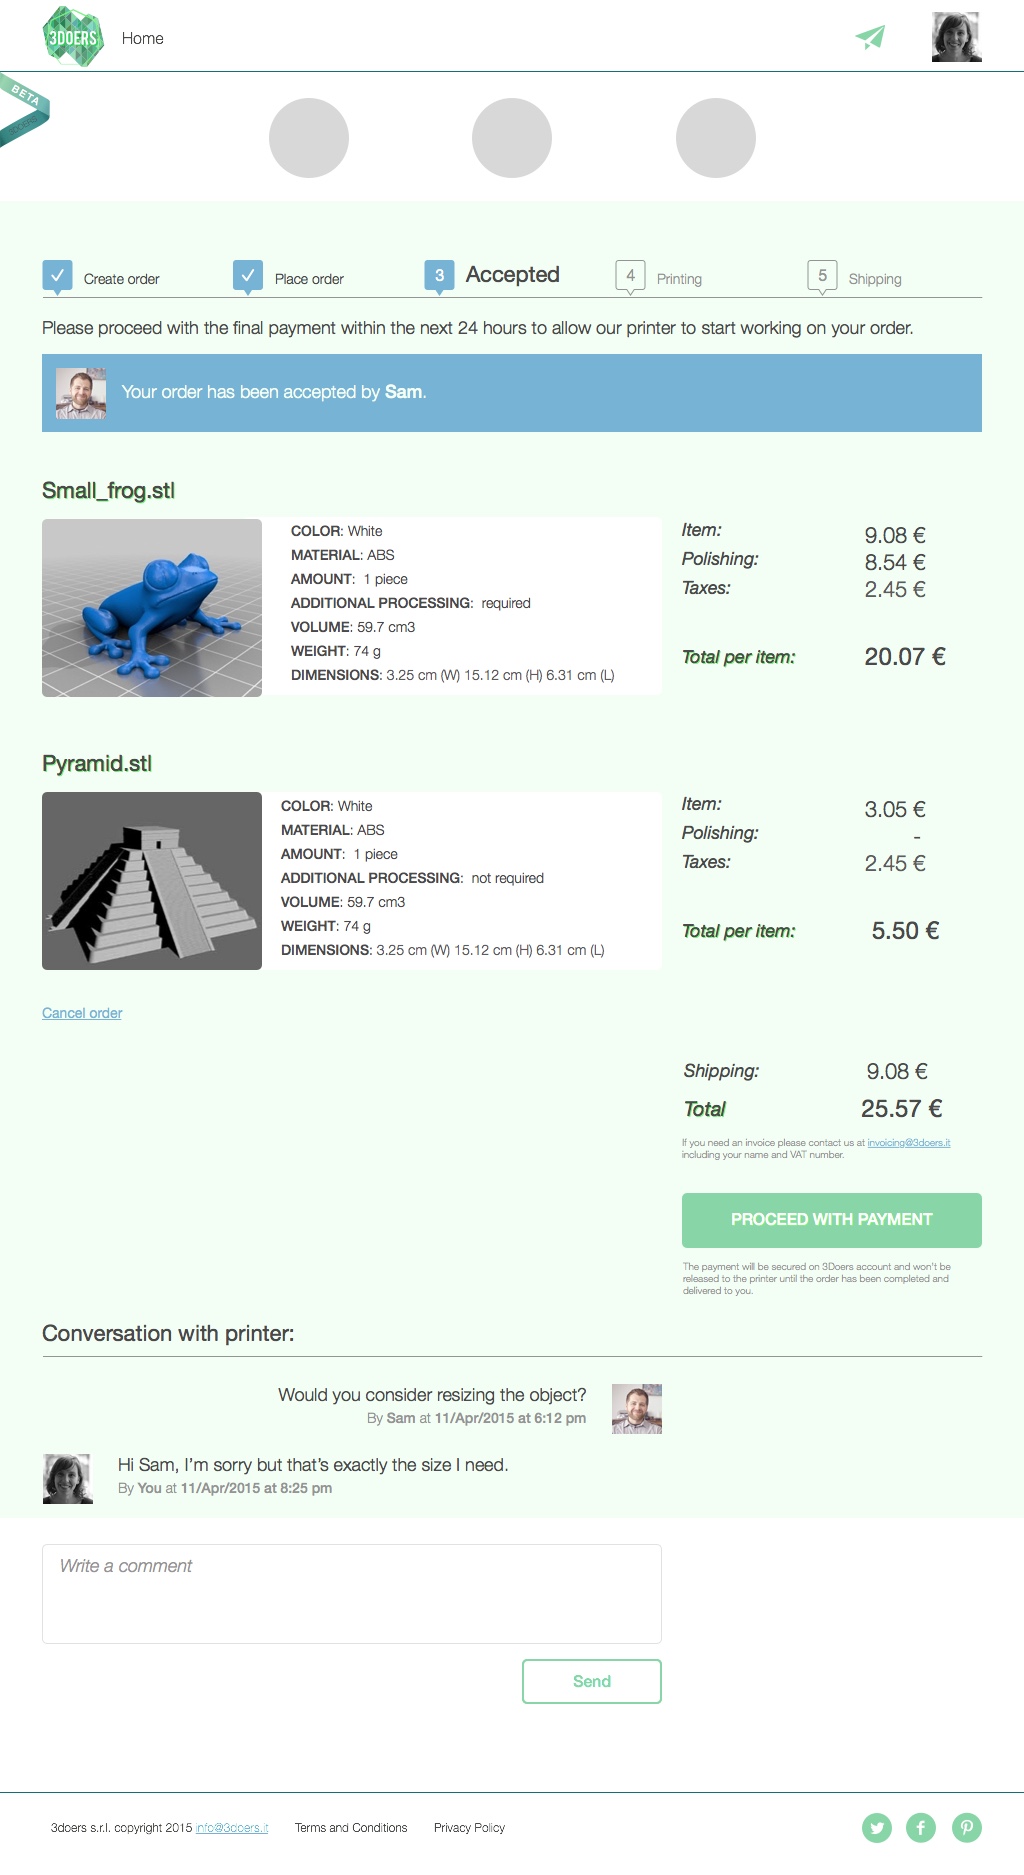 3DOERS
Home
BETA
3DOERS
✓ Create order
✓ Place order
3 Accepted
4 Printing
5 Shipping
Please proceed with the final payment within the next 24 hours to allow our printer to start working on your order.
Your order has been accepted by Sam.
Small_frog.stl
COLOR: White
MATERIAL: ABS
AMOUNT: 1 piece
ADDITIONAL PROCESSING: required
VOLUME: 59.7 cm3
WEIGHT: 74 g
DIMENSIONS: 3.25 cm (W) 15.12 cm (H) 6.31 cm (L)
Item: 9.08 €
Polishing: 8.54 €
Taxes: 2.45 €
Total per item: 20.07 €
Pyramid.stl
COLOR: White
MATERIAL: ABS
AMOUNT: 1 piece
ADDITIONAL PROCESSING: not required
VOLUME: 59.7 cm3
WEIGHT: 74 g
DIMENSIONS: 3.25 cm (W) 15.12 cm (H) 6.31 cm (L)
Item: 3.05 €
Polishing: -
Taxes: 2.45 €
Total per item: 5.50 €
Cancel order
Shipping: 9.08 €
Total 25.57 €
If you need an invoice please contact us at invoicing@3doers.it
including your name and VAT number.
PROCEED WITH PAYMENT
The payment will be secured on 3Doers account and won't be
released to the printer until the order has been completed and
delivered to you.
Conversation with printer:
Would you consider resizing the object?
By Sam at 11/Apr/2015 at 6:12 pm
Hi Sam, I'm sorry but that's exactly the size I need.
By You at 11/Apr/2015 at 8:25 pm
Write a comment
Send
3doers s.r.l. copyright 2015 info@3doers.it
Terms and Conditions
Privacy Policy